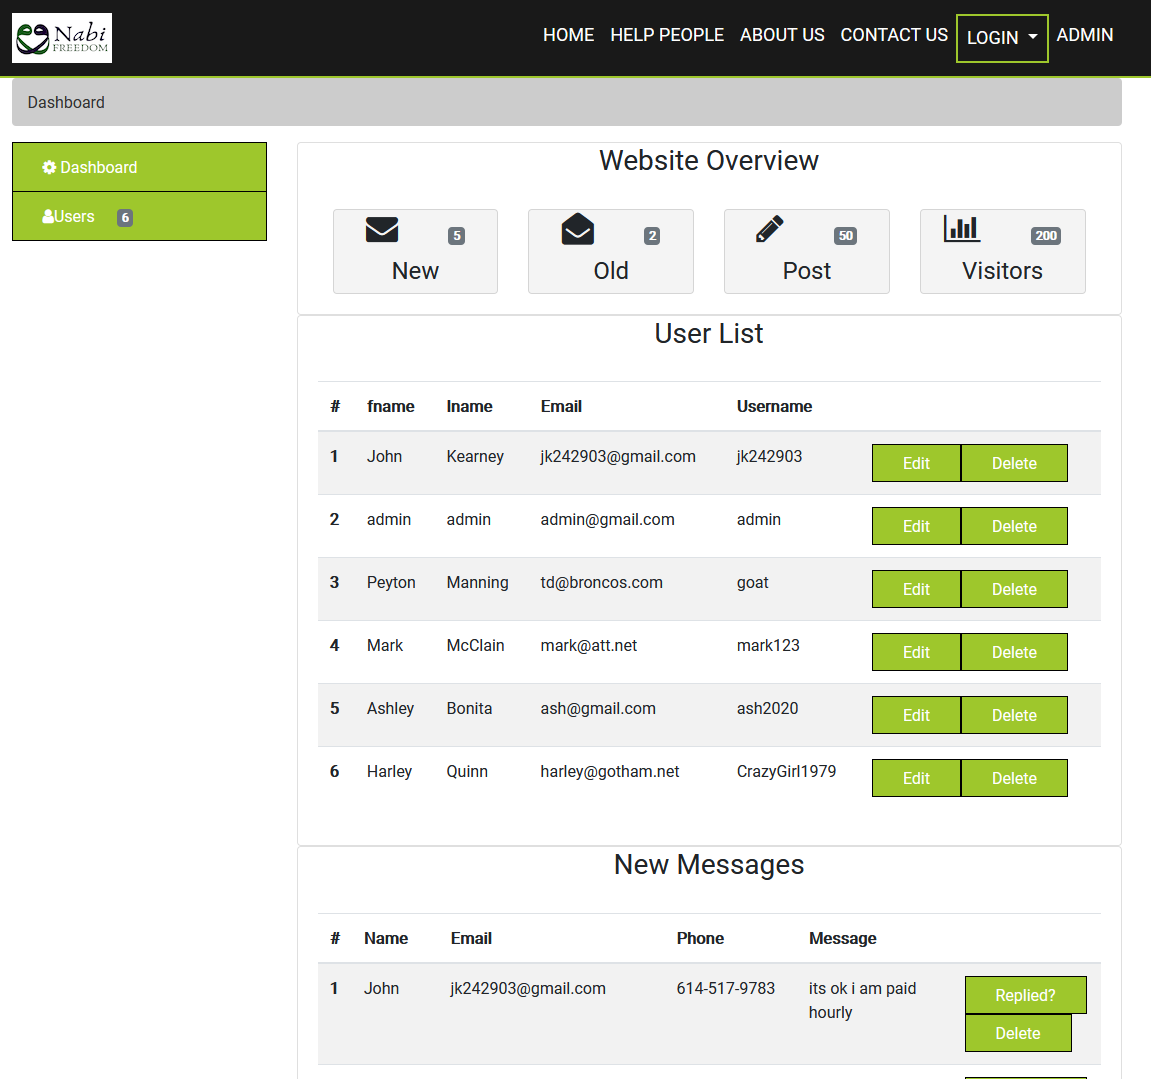 Nabi
FREEDOM
HOME HELP PEOPLE ABOUT US CONTACT US LOGIN ADMIN
Dashboard
Dashboard
Users 6
Website Overview
5 2 50 200
New Old Post Visitors
User List
# fname lname Email Username
1 John Kearney jk242903@gmail.com jk242903 Edit Delete
2 admin admin admin@gmail.com admin Edit Delete
3 Peyton Manning td@broncos.com goat Edit Delete
4 Mark McClain mark@att.net mark123 Edit Delete
5 Ashley Bonita ash@gmail.com ash2020 Edit Delete
6 Harley Quinn harley@gotham.net CrazyGirl1979 Edit Delete
New Messages
# Name Email Phone Message
1 John jk242903@gmail.com 614-517-9783 its ok i am paid Replied?
hourly
Delete